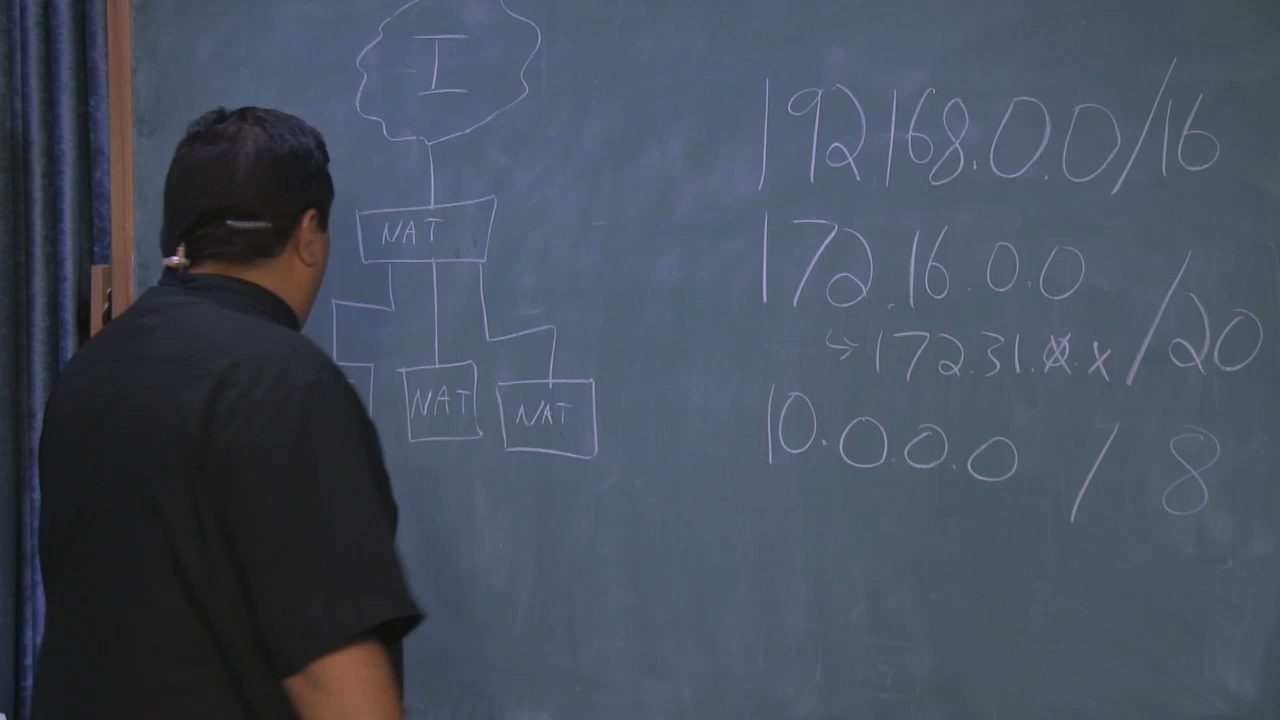 I
NAT
NAT
NAT
192.168.0.0/16
172.16.0.0
↪ 172.31.x.x /20
10.0.0.0 / 8